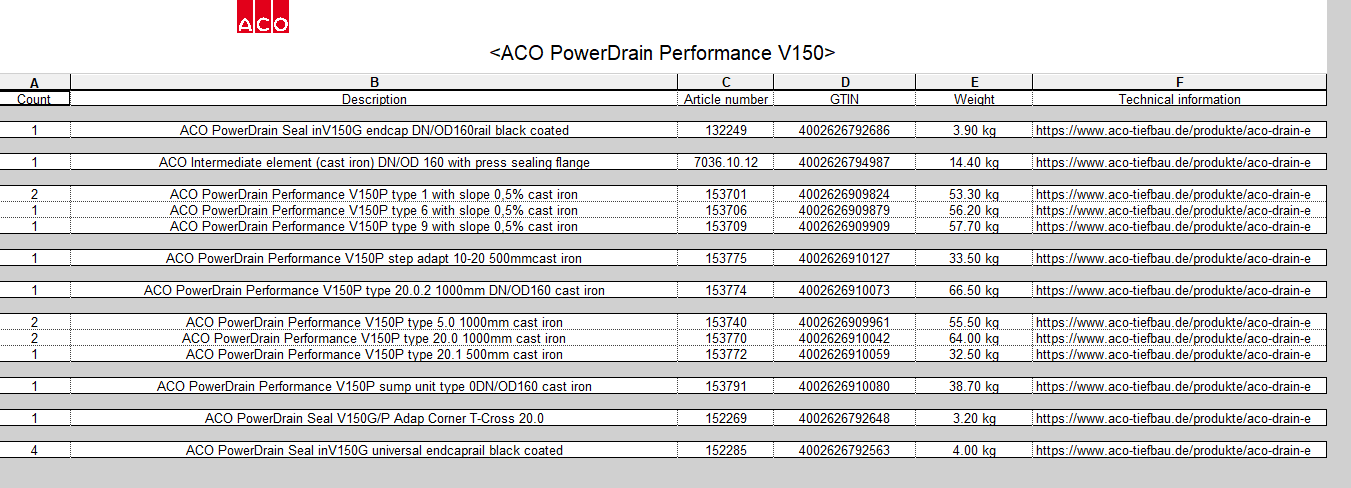 ACO
<ACO PowerDrain Performance V150>
A B C D E F
Count Description Article number GTIN Weight Technical information
1 ACO PowerDrain Seal inV150G endcap DN/OD160rail black coated 132249 4002626792686 3.90 kg https://www.aco-tiefbau.de/produkte/aco-drain-e
1 ACO Intermediate element (cast iron) DN/OD 160 with press sealing flange 7036.10.12 4002626794987 14.40 kg https://www.aco-tiefbau.de/produkte/aco-drain-e
2 ACO PowerDrain Performance V150P type 1 with slope 0,5% cast iron 153701 4002626909824 53.30 kg https://www.aco-tiefbau.de/produkte/aco-drain-e
1 ACO PowerDrain Performance V150P type 6 with slope 0,5% cast iron 153706 4002626909879 56.20 kg https://www.aco-tiefbau.de/produkte/aco-drain-e
1 ACO PowerDrain Performance V150P type 9 with slope 0,5% cast iron 153709 4002626909909 57.70 kg https://www.aco-tiefbau.de/produkte/aco-drain-e
1 ACO PowerDrain Performance V150P step adapt 10-20 500mmcast iron 153775 4002626910127 33.50 kg https://www.aco-tiefbau.de/produkte/aco-drain-e
1 ACO PowerDrain Performance V150P type 20.0.2 1000mm DN/OD160 cast iron 153774 4002626910073 66.50 kg https://www.aco-tiefbau.de/produkte/aco-drain-e
2 ACO PowerDrain Performance V150P type 5.0 1000mm cast iron 153740 4002626909961 55.50 kg https://www.aco-tiefbau.de/produkte/aco-drain-e
2 ACO PowerDrain Performance V150P type 20.0 1000mm cast iron 153770 4002626910042 64.00 kg https://www.aco-tiefbau.de/produkte/aco-drain-e
1 ACO PowerDrain Performance V150P type 20.1 500mm cast iron 153772 4002626910059 32.50 kg https://www.aco-tiefbau.de/produkte/aco-drain-e
1 ACO PowerDrain Performance V150P sump unit type 0DN/OD160 cast iron 153791 4002626910080 38.70 kg https://www.aco-tiefbau.de/produkte/aco-drain-e
1 ACO PowerDrain Seal V150G/P Adap Corner T-Cross 20.0 152269 4002626792648 3.20 kg https://www.aco-tiefbau.de/produkte/aco-drain-e
4 ACO PowerDrain Seal inV150G universal endcaprail black coated 152285 4002626792563 4.00 kg https://www.aco-tiefbau.de/produkte/aco-drain-e